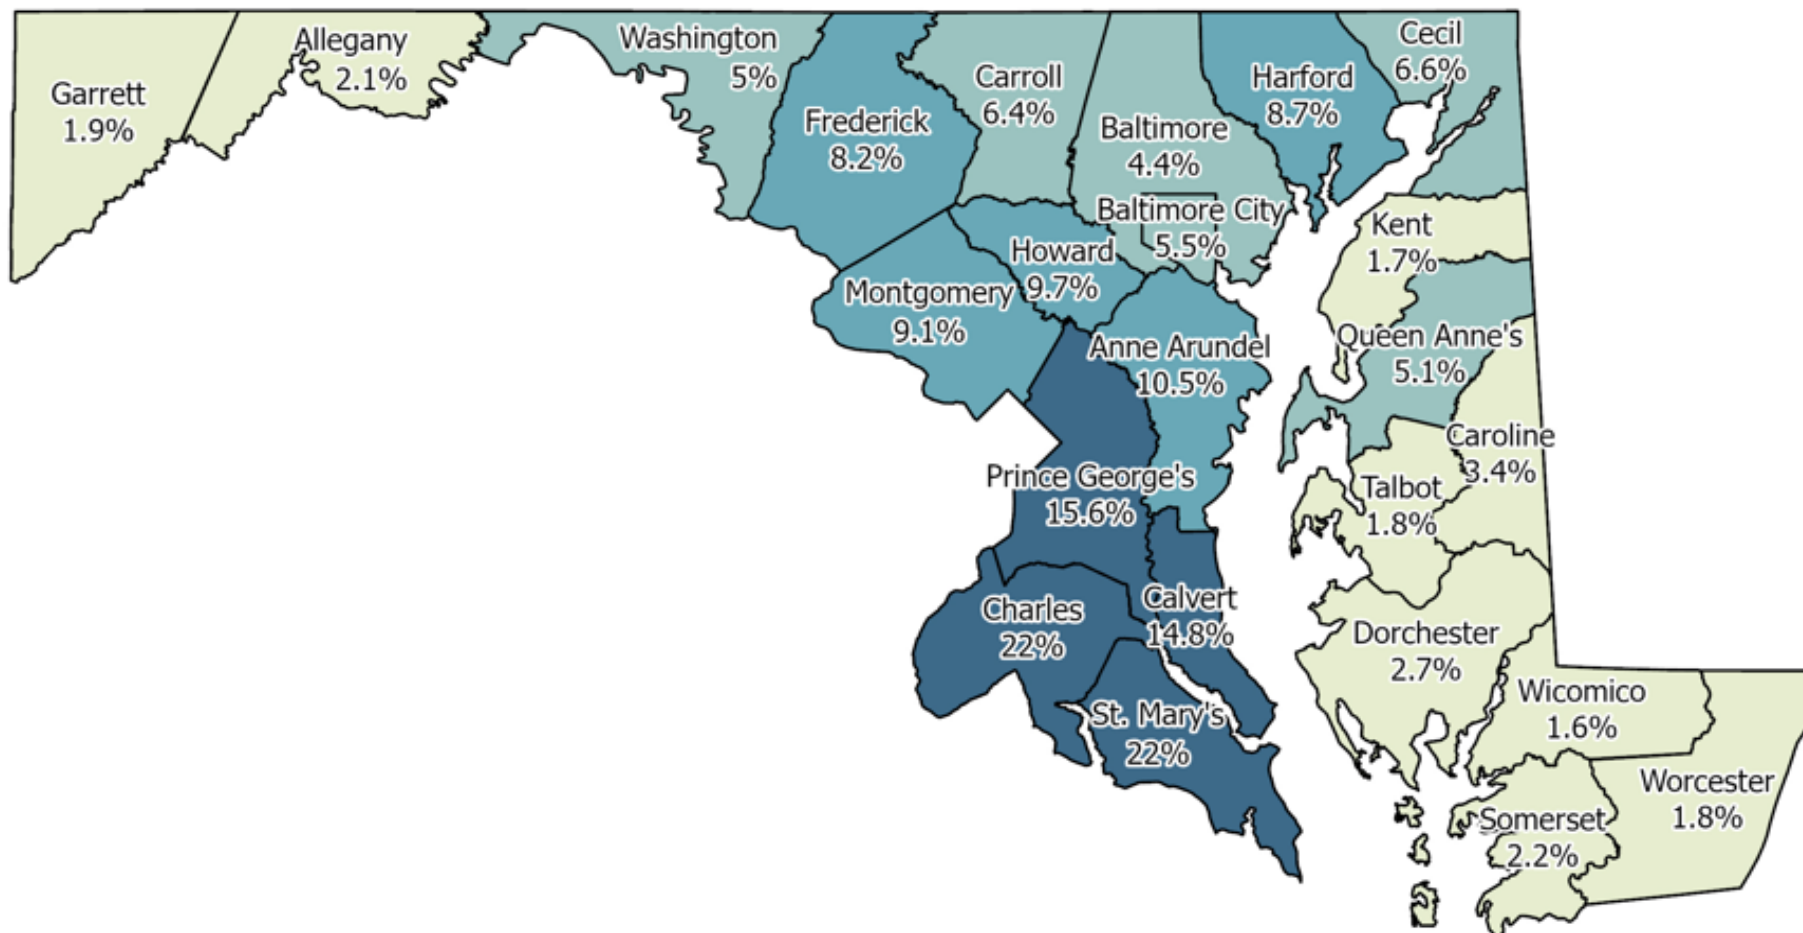 Garrett
1.9%
Allegany
2.1%
Washington
5%
Frederick
8.2%
Carroll
6.4%
Baltimore
4.4%
Baltimore City
5.5%
Harford
8.7%
Cecil
6.6%
Howard
9.7%
Montgomery
9.1%
Kent
1.7%
Queen Anne's
5.1%
Anne Arundel
10.5%
Caroline
3.4%
Prince George's
15.6%
Talbot
1.8%
Charles
22%
Calvert
14.8%
Dorchester
2.7%
St. Mary's
22%
Wicomico
1.6%
Worcester
1.8%
Somerset
2.2%